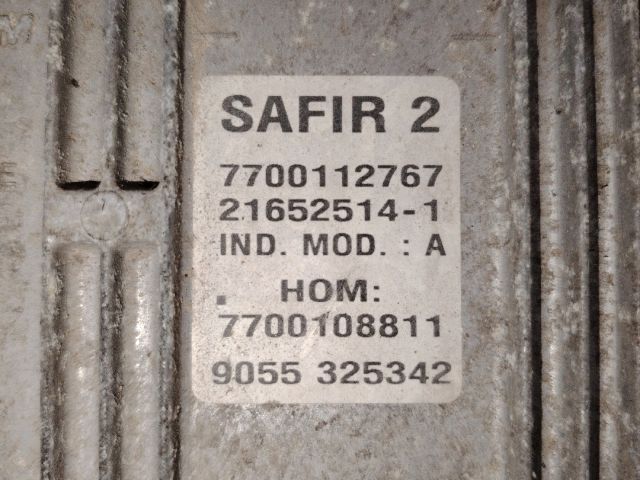 SAFIR 2
7700112767
21652514-1
IND. MOD. : A
. HOM:
7700108811
9055 325342